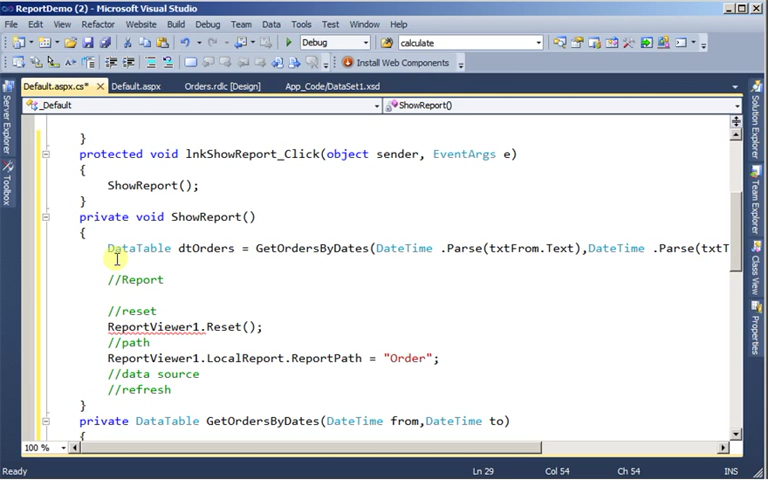 ReportDemo (2) - Microsoft Visual Studio
File Edit View Refactor Website Build Debug Team Data Tools Test Window Help
Debug calculate
Install Web Components
Default.aspx.cs* Default.aspx Orders.rdlc [Design] App_Code/DataSet1.xsd
_Default ShowReport()
Server Explorer
Toolbox
Solution Explorer
Team Explorer
Class View
Properties
}
protected void lnkShowReport_Click(object sender, EventArgs e)
{
ShowReport();
}
private void ShowReport()
{
DataTable dtOrders = GetOrdersByDates(DateTime .Parse(txtFrom.Text),DateTime .Parse(txtT
//Report
//reset
ReportViewer1.Reset();
//path
ReportViewer1.LocalReport.ReportPath = "Order";
//data source
//refresh
}
private DataTable GetOrdersByDates(DateTime from,DateTime to)
{
100 %
Ready Ln 29 Col 54 Ch 54 INS